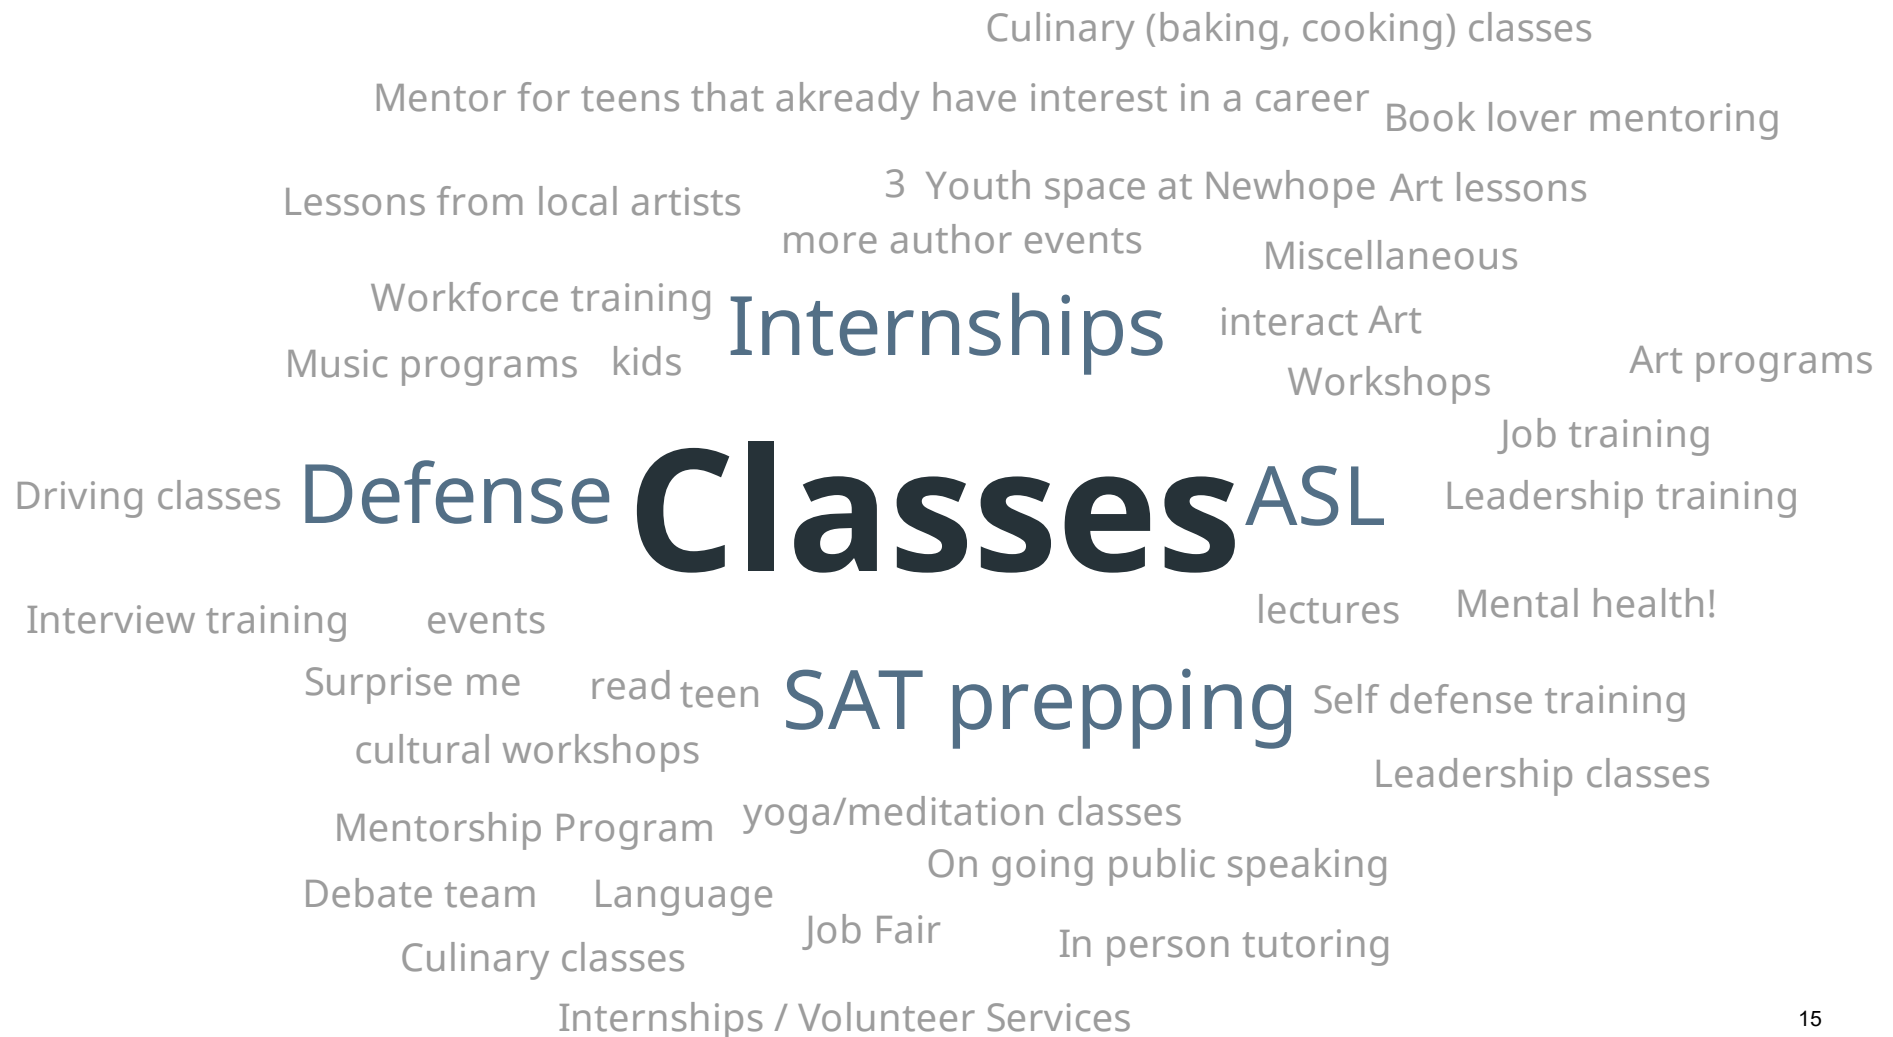 Culinary (baking, cooking) classes
Mentor for teens that akready have interest in a career
Book lover mentoring
Lessons from local artists
3
Youth space at Newhope
Art lessons
more author events
Miscellaneous
Workforce training
Internships
interact
Art
Music programs
kids
Workshops
Art programs
Job training
Driving classes
Defense
Classes
ASL
Leadership training
Interview training
events
lectures
Mental health!
Surprise me
read
teen
SAT prepping
Self defense training
cultural workshops
Leadership classes
Mentorship Program
yoga/meditation classes
On going public speaking
Debate team
Language
Job Fair
In person tutoring
Culinary classes
Internships / Volunteer Services
15